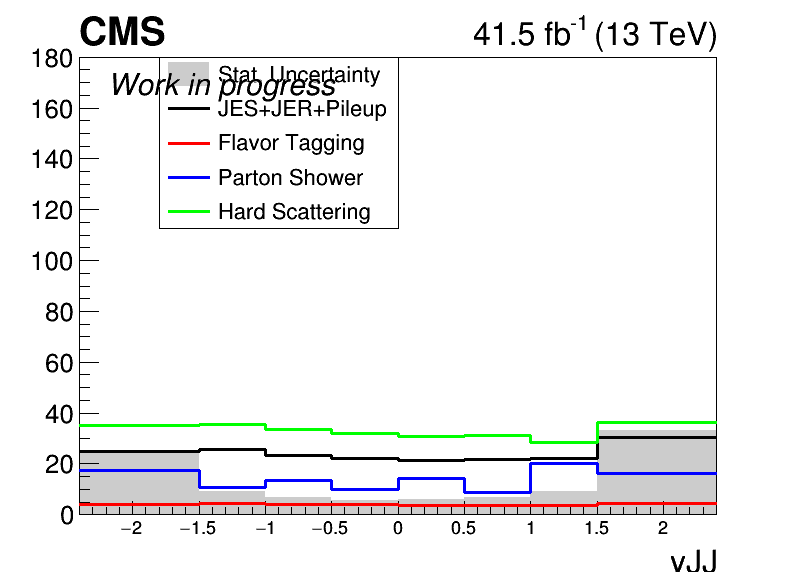 CMS
41.5 fb-1 (13 TeV)
Work in progress
Stat. Uncertainty
JES+JER+Pileup
Flavor Tagging
Parton Shower
Hard Scattering
180
160
140
120
100
80
60
40
20
0
−2 −1.5 −1 −0.5 0 0.5 1 1.5 2
yJJ